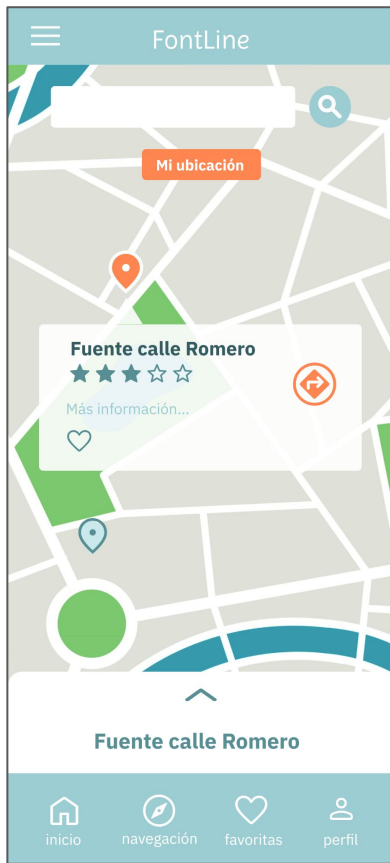 FontLine
Mi ubicación
Fuente calle Romero
Más información...
Fuente calle Romero
inicio navegación favoritas perfil